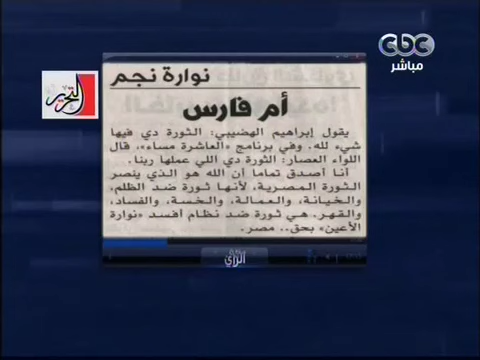 cbc
مباشر
التحرير
نوارة نجم
أم فارس
يقول إبراهيم الهضيبي: الثورة دي فيها
شيء لله. وفي برنامج «العاشرة مساء»، قال
اللواء العصار: الثورة دي اللي عملها ربنا.
أنا أصدق تماما أن الله هو الذي ينصر
الثورة المصرية، لأنها ثورة ضد الظلم،
والخيانة، والعمالة، والخسة، والفساد،
والقهر. هي ثورة ضد نظام أفسد «نوارة
الأعين» بحق.. مصر.
الرأي